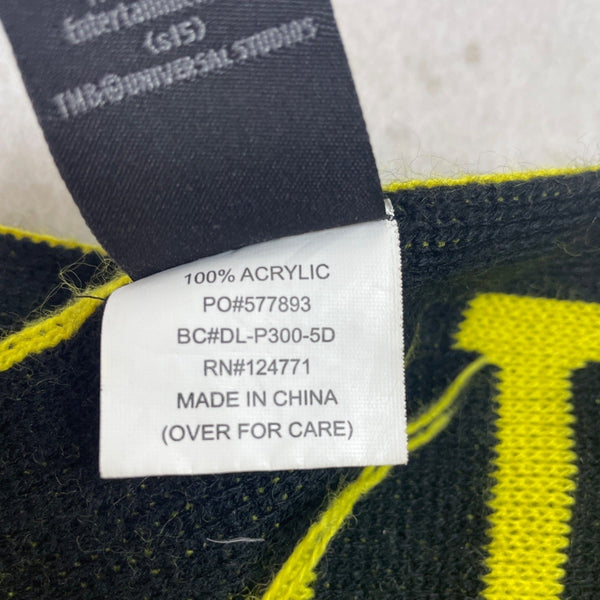 Entertainment
(s15)
TM & © UNIVERSAL STUDIOS
100% ACRYLIC
PO#577893
BC#DL-P300-5D
RN#124771
MADE IN CHINA
(OVER FOR CARE)